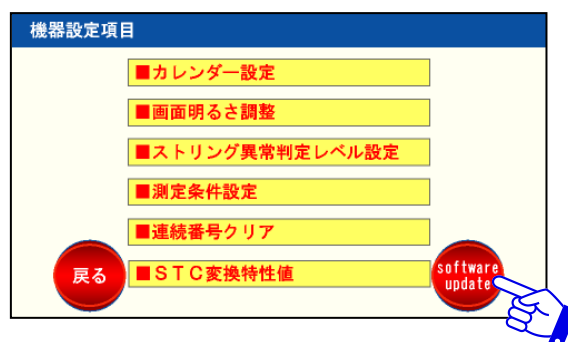 機器設定項目
■カレンダー設定
■画面明るさ調整
■ストリング異常判定レベル設定
■測定条件設定
■連続番号クリア
■ＳＴＣ変換特性値
戻る
software
update